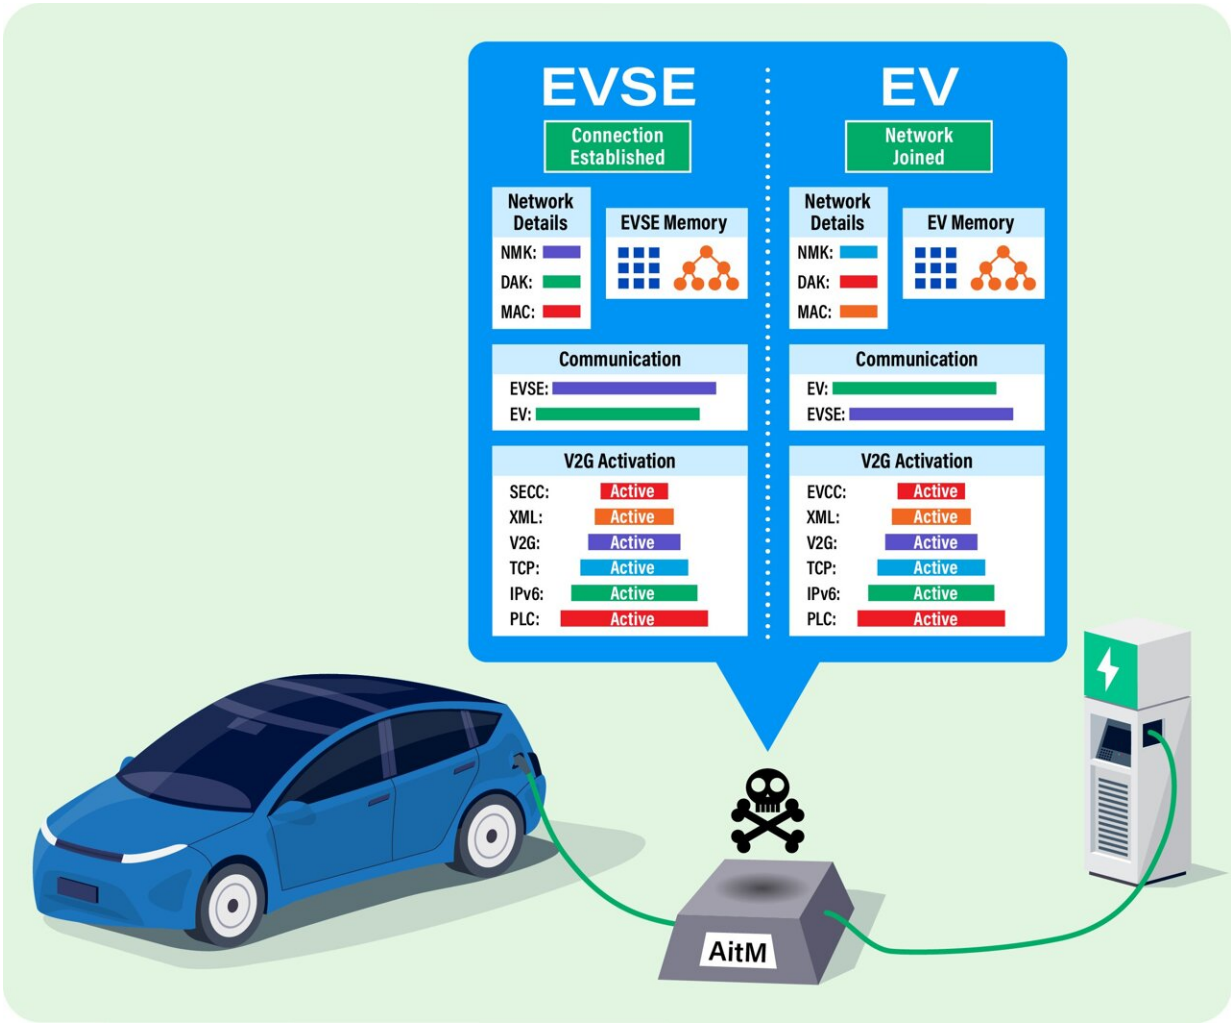 EVSE
Connection
Established
Network
Details
NMK:
DAK:
MAC:
EVSE Memory
Communication
EVSE:
EV:
V2G Activation
SECC: Active
XML: Active
V2G: Active
TCP: Active
IPv6: Active
PLC: Active
EV
Network
Joined
Network
Details
NMK:
DAK:
MAC:
EV Memory
Communication
EV:
EVSE:
V2G Activation
EVCC: Active
XML: Active
V2G: Active
TCP: Active
IPv6: Active
PLC: Active
AitM